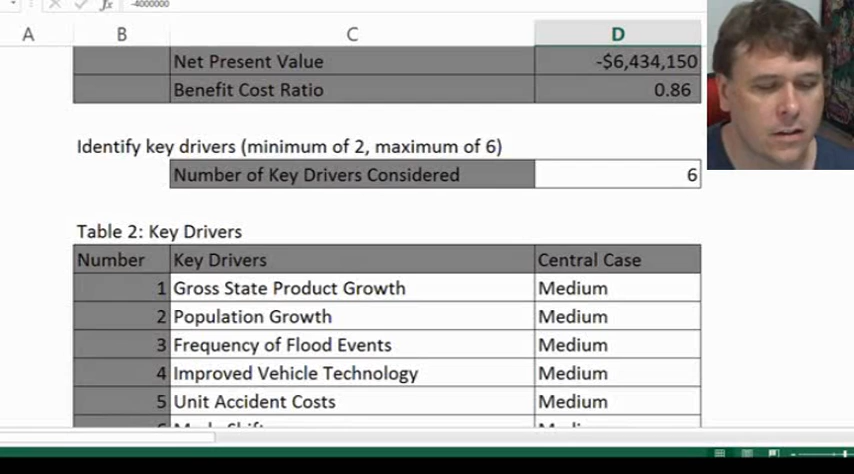 fx -4000000
A B C D
Net Present Value -$6,434,150
Benefit Cost Ratio 0.86
Identify key drivers (minimum of 2, maximum of 6)
Number of Key Drivers Considered 6
Table 2: Key Drivers
Number Key Drivers Central Case
1 Gross State Product Growth Medium
2 Population Growth Medium
3 Frequency of Flood Events Medium
4 Improved Vehicle Technology Medium
5 Unit Accident Costs Medium